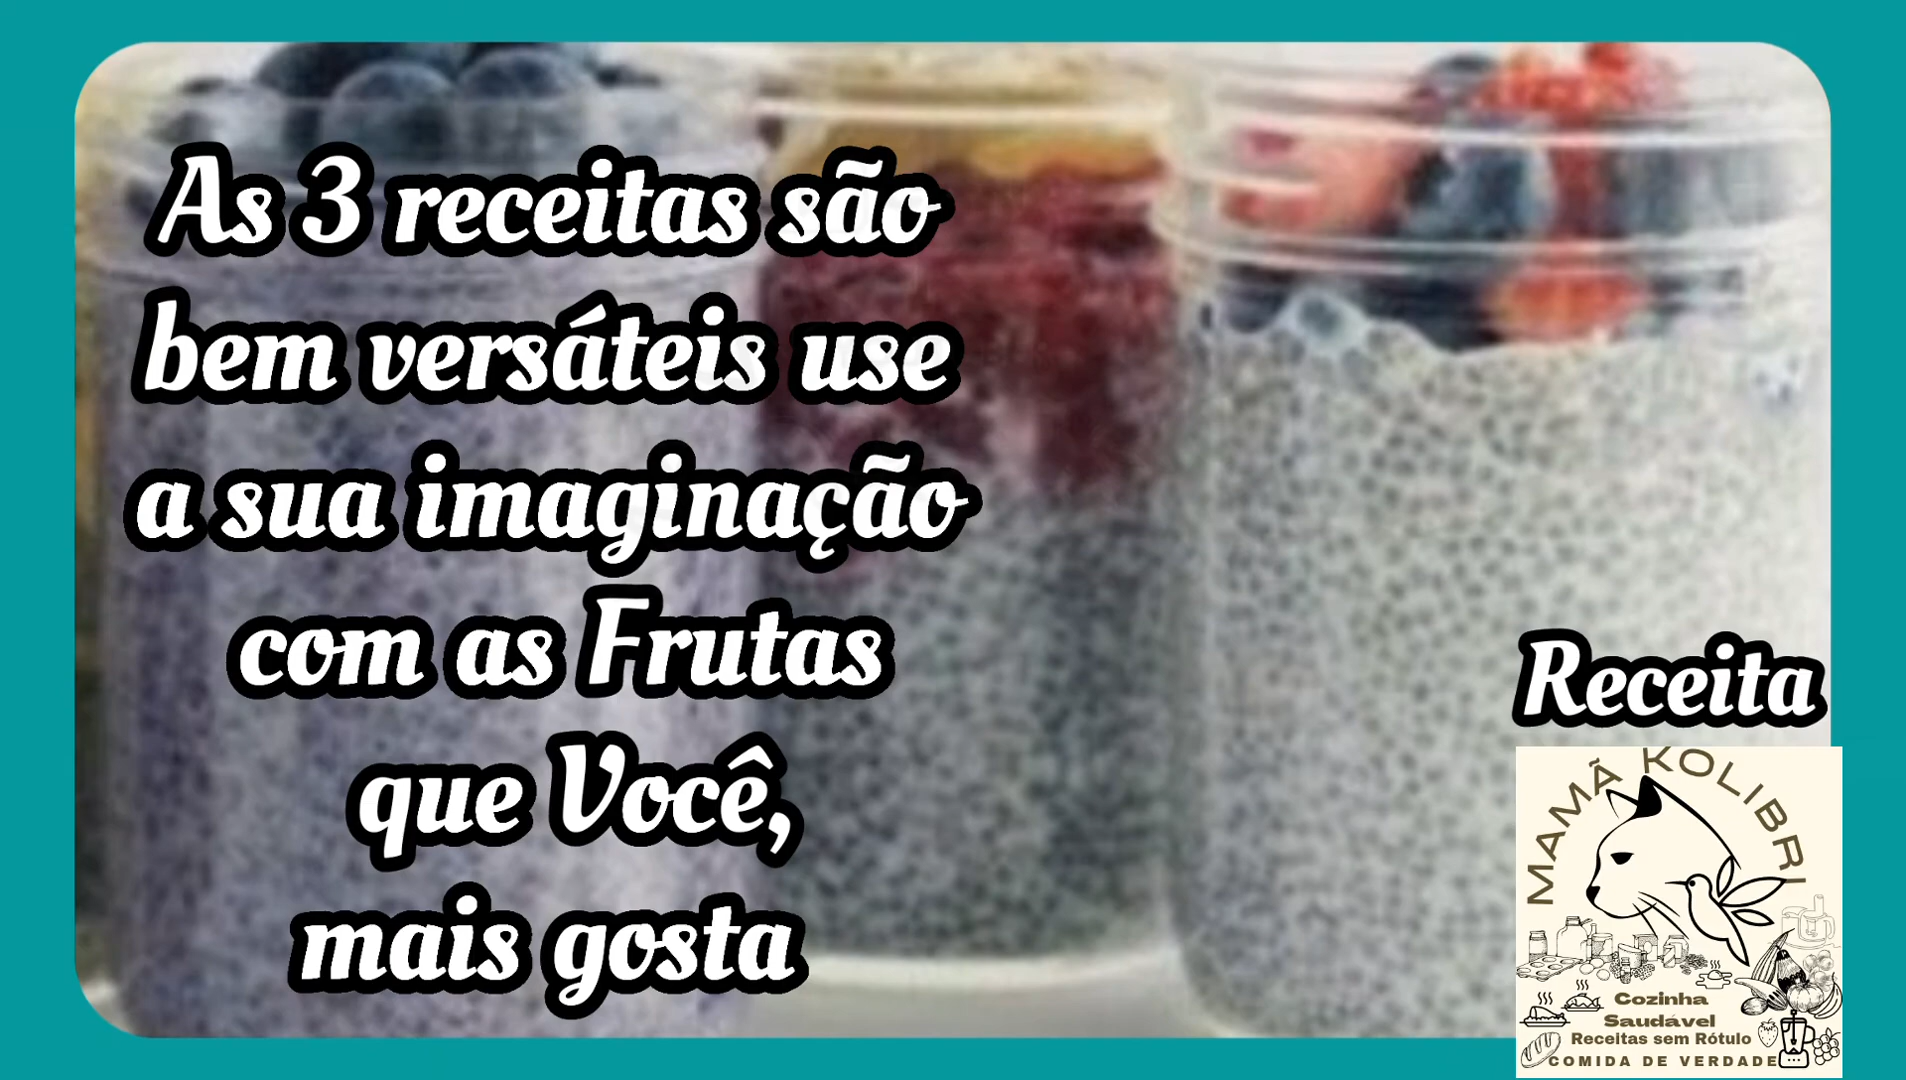 As 3 receitas são
bem versáteis use
a sua imaginação
com as Frutas
que Você,
mais gosta
Receita
MAMÃ KOLIBRI
Cozinha
Saudável
Receitas sem Rótulo
COMIDA DE VERDADE